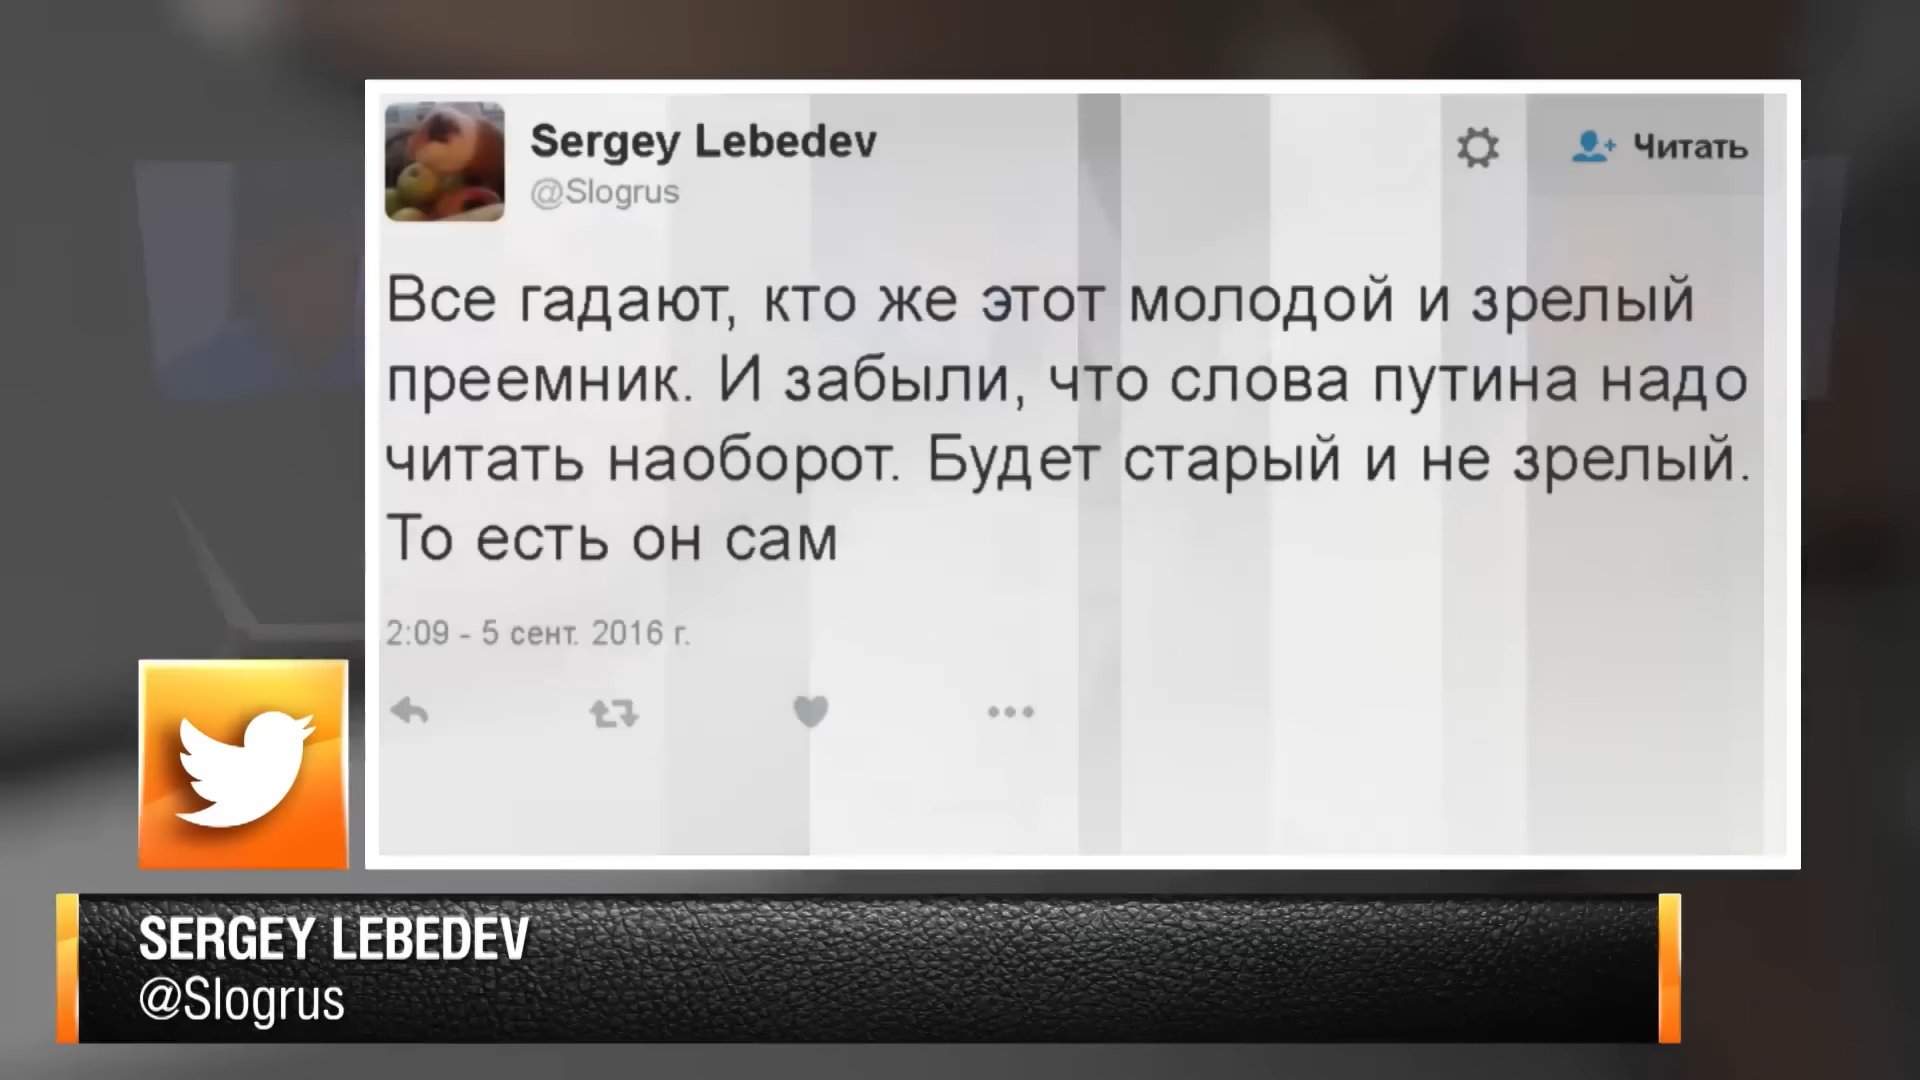 Sergey Lebedev
@Slogrus
Читать
Все гадают, кто же этот молодой и зрелый
преемник. И забыли, что слова путина надо
читать наоборот. Будет старый и не зрелый.
То есть он сам
2:09 - 5 сент. 2016 г.
SERGEY LEBEDEV
@Slogrus